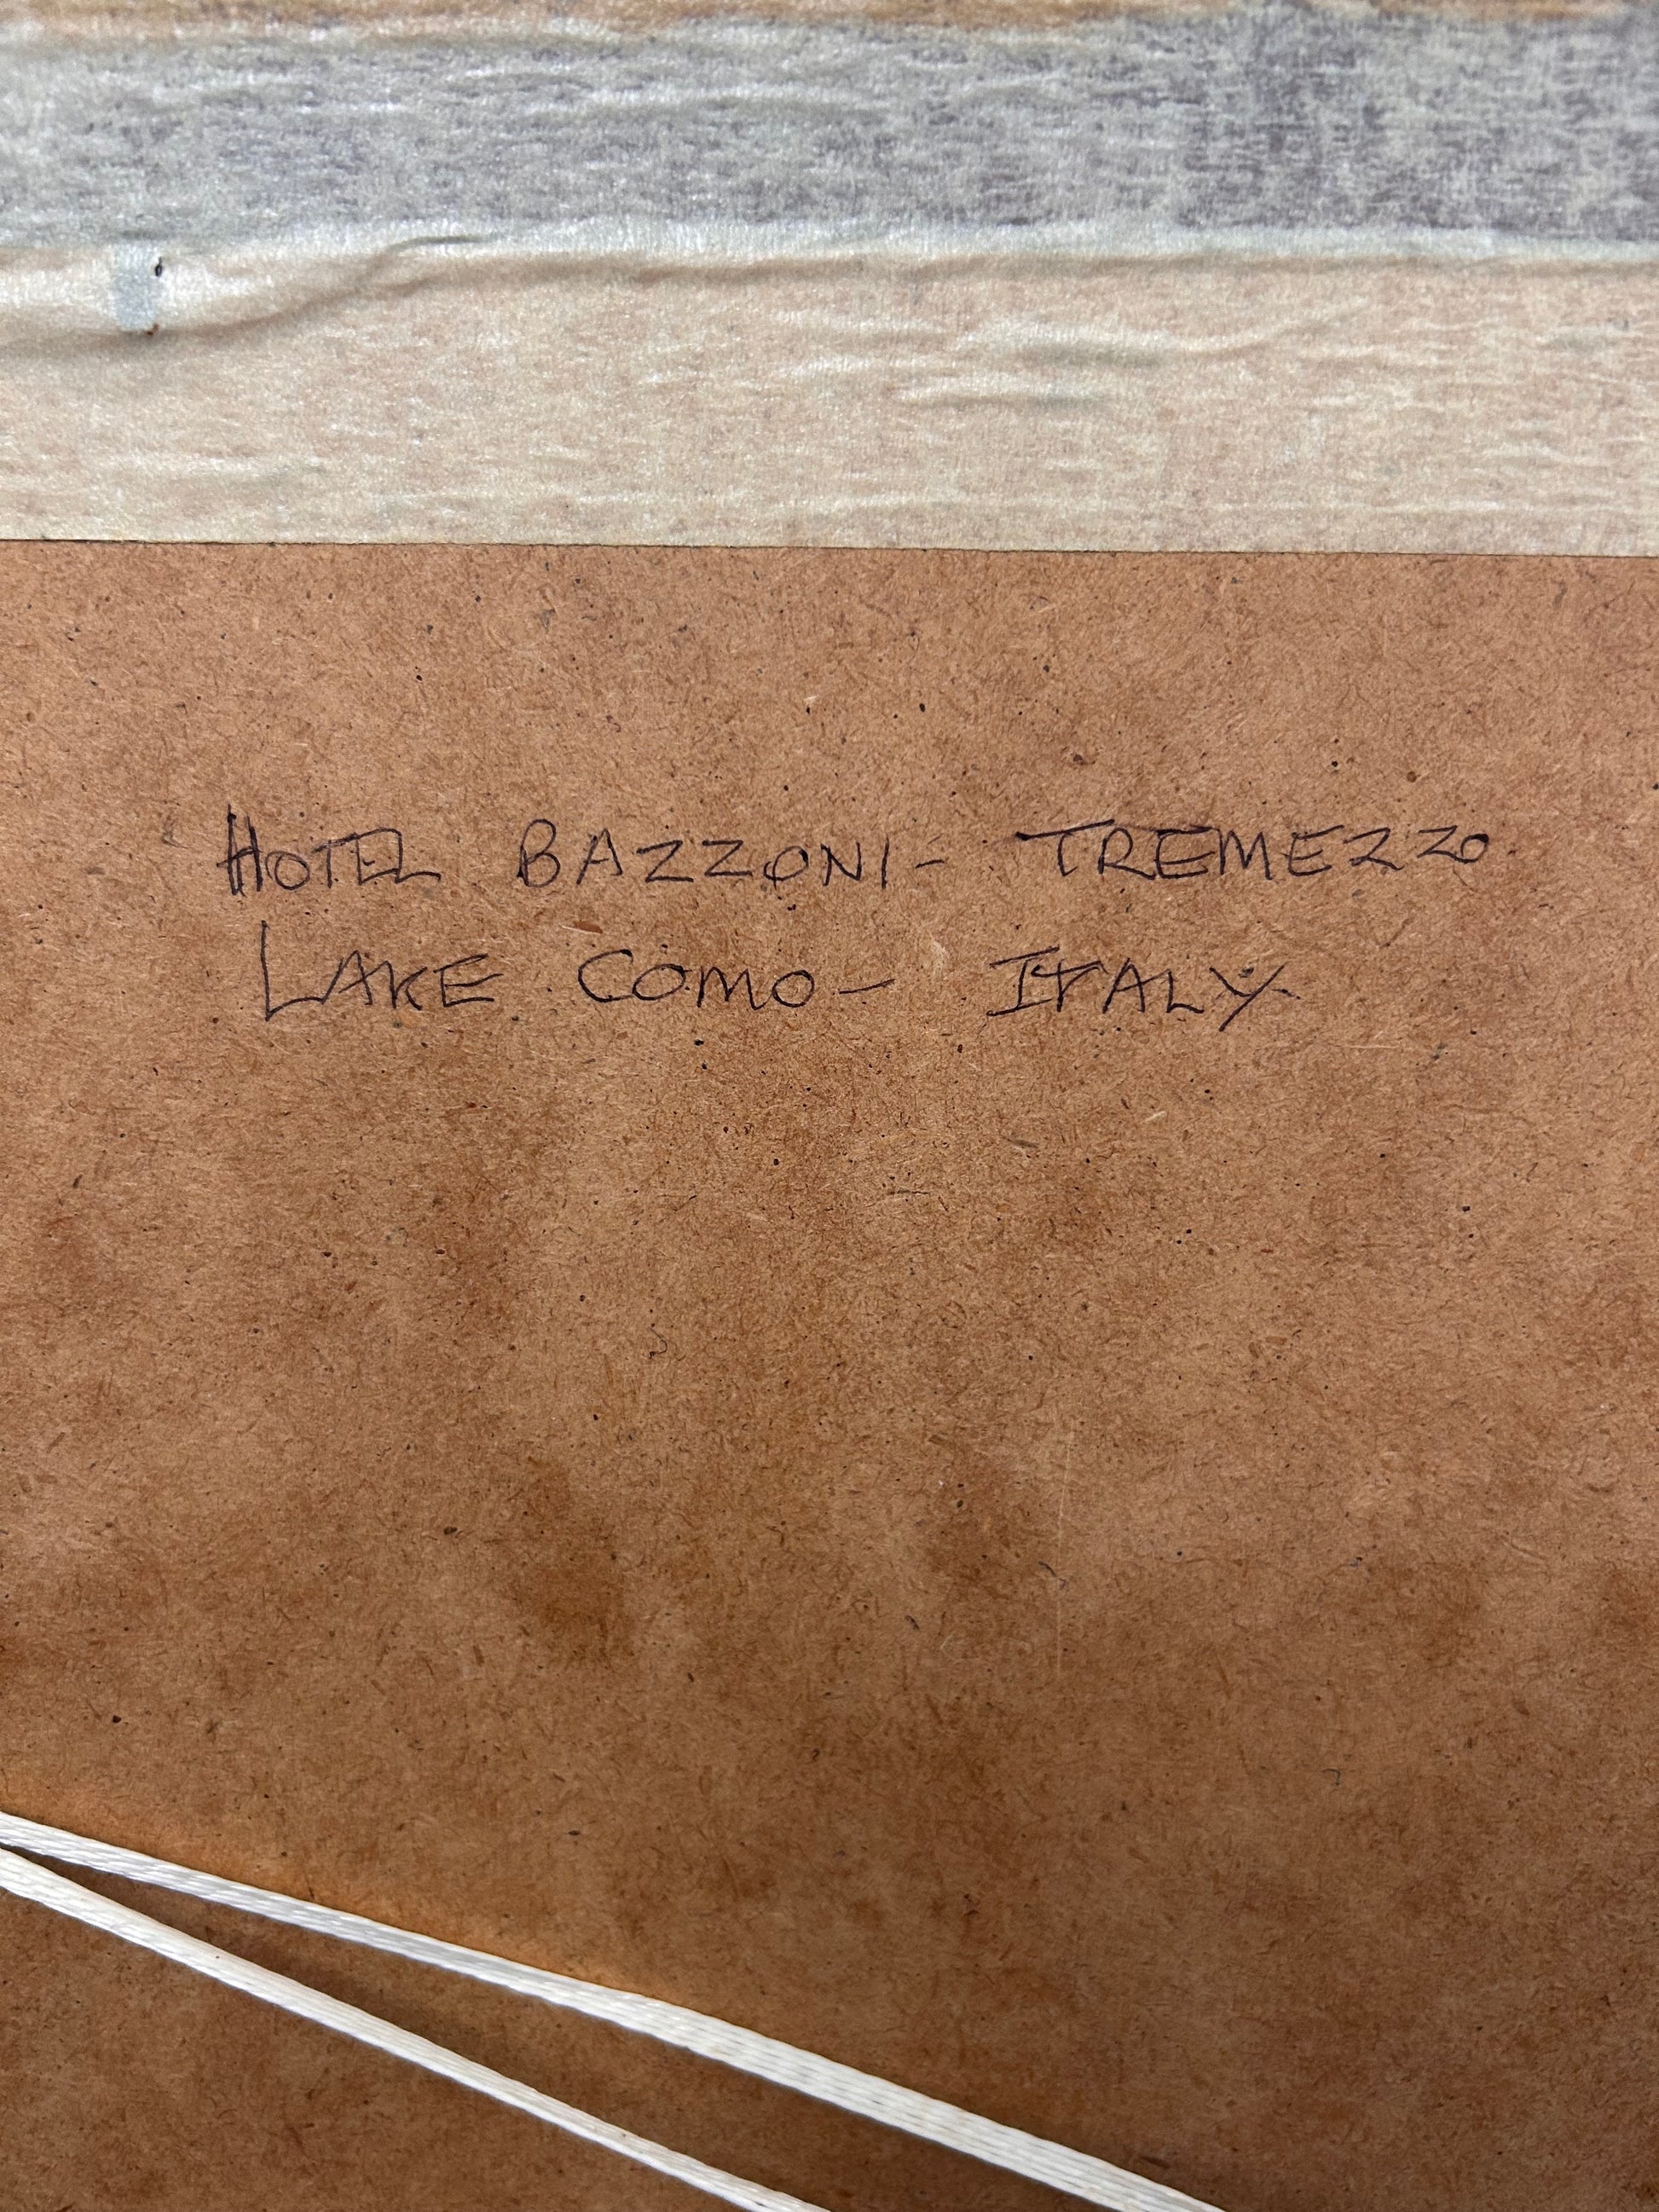 HOTEL BAZZONI - TREMEZZO.
LAKE COMO - ITALY.